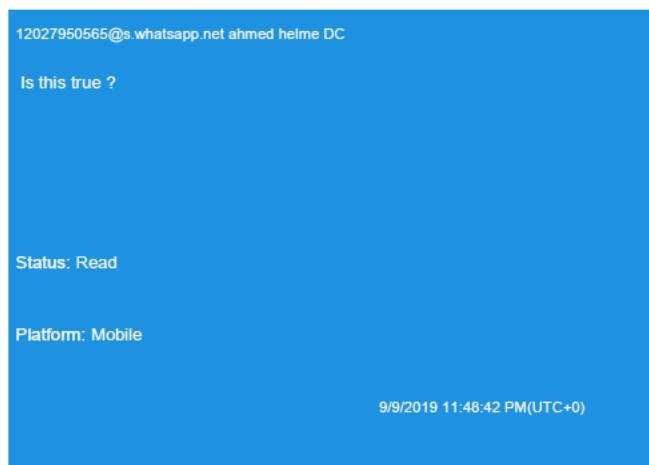 12027950565@s.whatsapp.net ahmed helme DC
Is this true ?
Status: Read
Platform: Mobile
9/9/2019 11:48:42 PM(UTC+0)